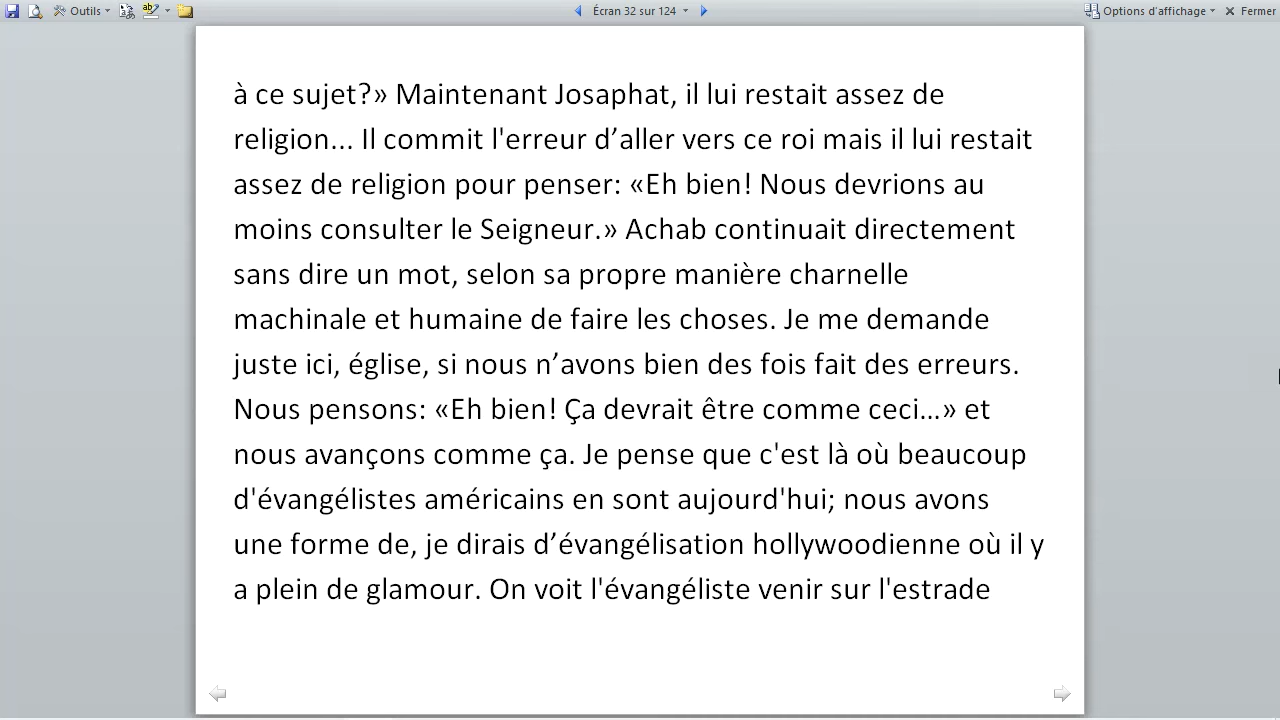 Outils
Écran 32 sur 124
Options d'affichage
Fermer
à ce sujet?» Maintenant Josaphat, il lui restait assez de
religion... Il commit l'erreur d’aller vers ce roi mais il lui restait
assez de religion pour penser: «Eh bien! Nous devrions au
moins consulter le Seigneur.» Achab continuait directement
sans dire un mot, selon sa propre manière charnelle
machinale et humaine de faire les choses. Je me demande
juste ici, église, si nous n’avons bien des fois fait des erreurs.
Nous pensons: «Eh bien! Ça devrait être comme ceci…» et
nous avançons comme ça. Je pense que c'est là où beaucoup
d'évangélistes américains en sont aujourd'hui; nous avons
une forme de, je dirais d’évangélisation hollywoodienne où il y
a plein de glamour. On voit l'évangéliste venir sur l'estrade